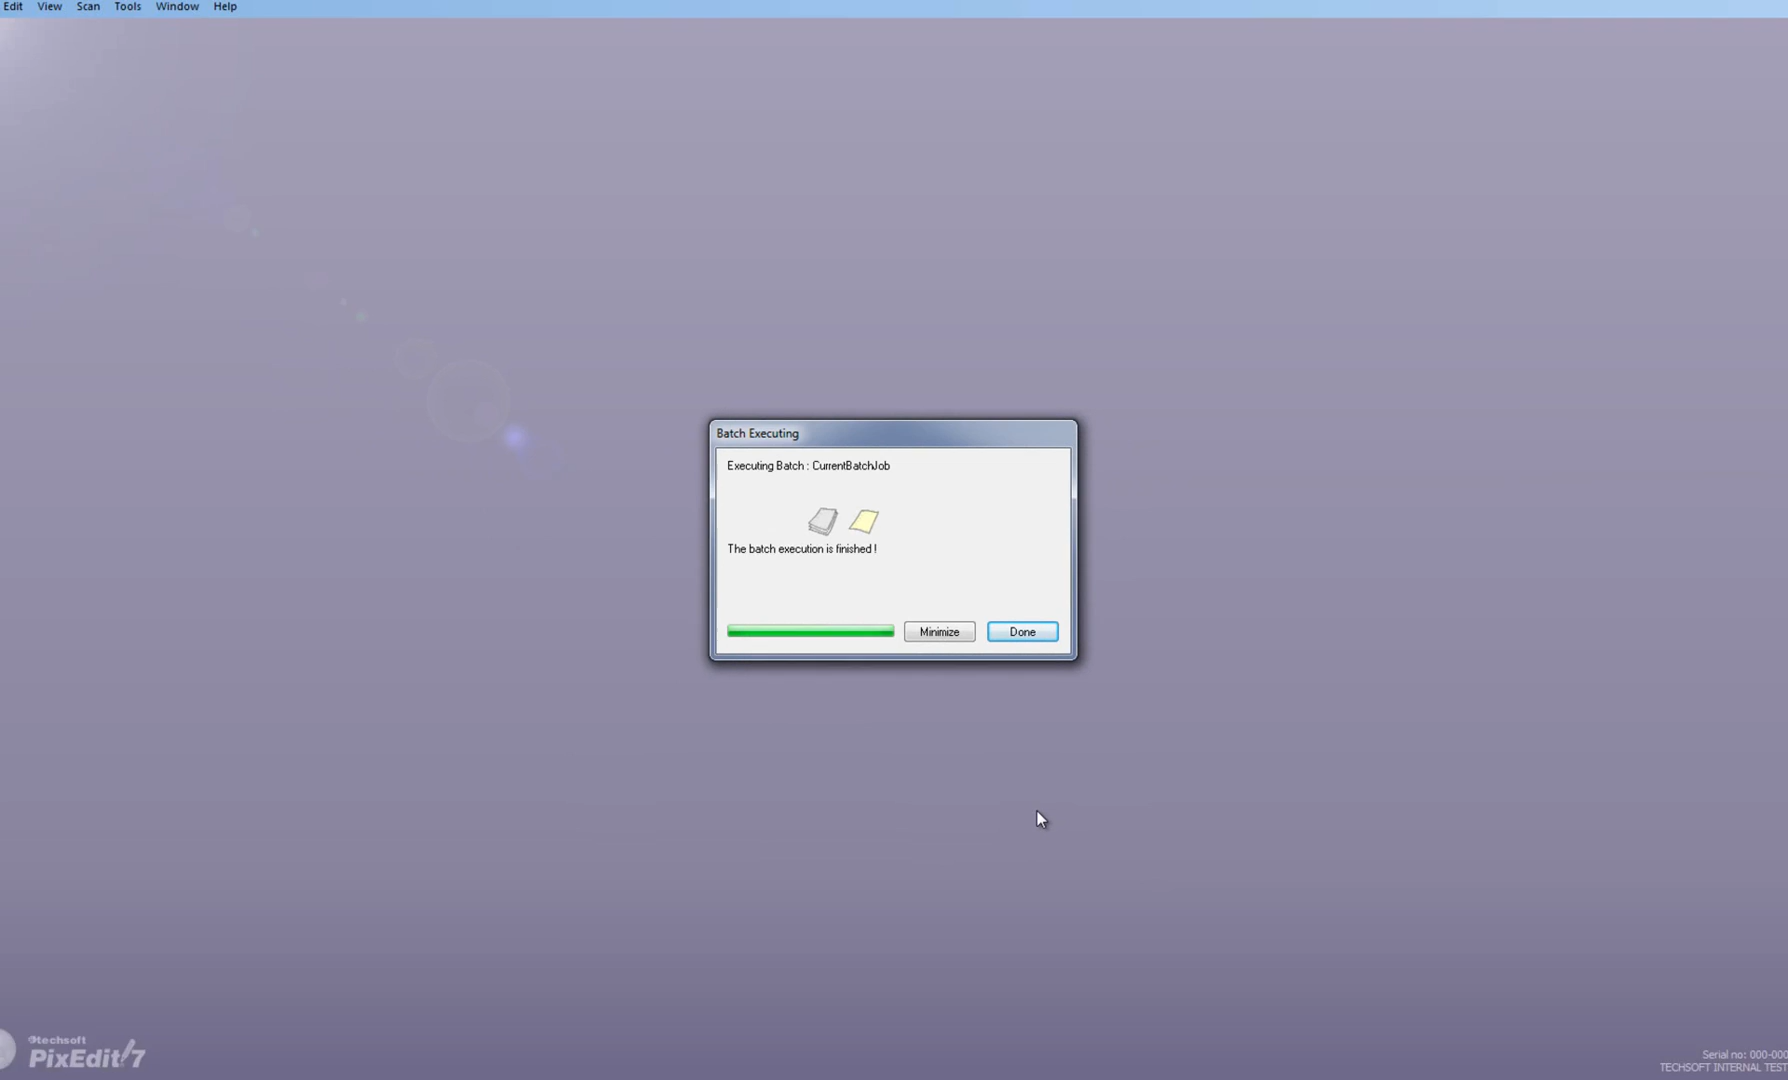 Edit View Scan Tools Window Help
Batch Executing
Executing Batch : CurrentBatchJob
The batch execution is finished !
Minimize Done
techsoft
PixEdit 7
Serial no: 000-000
TECHSOFT INTERNAL TEST